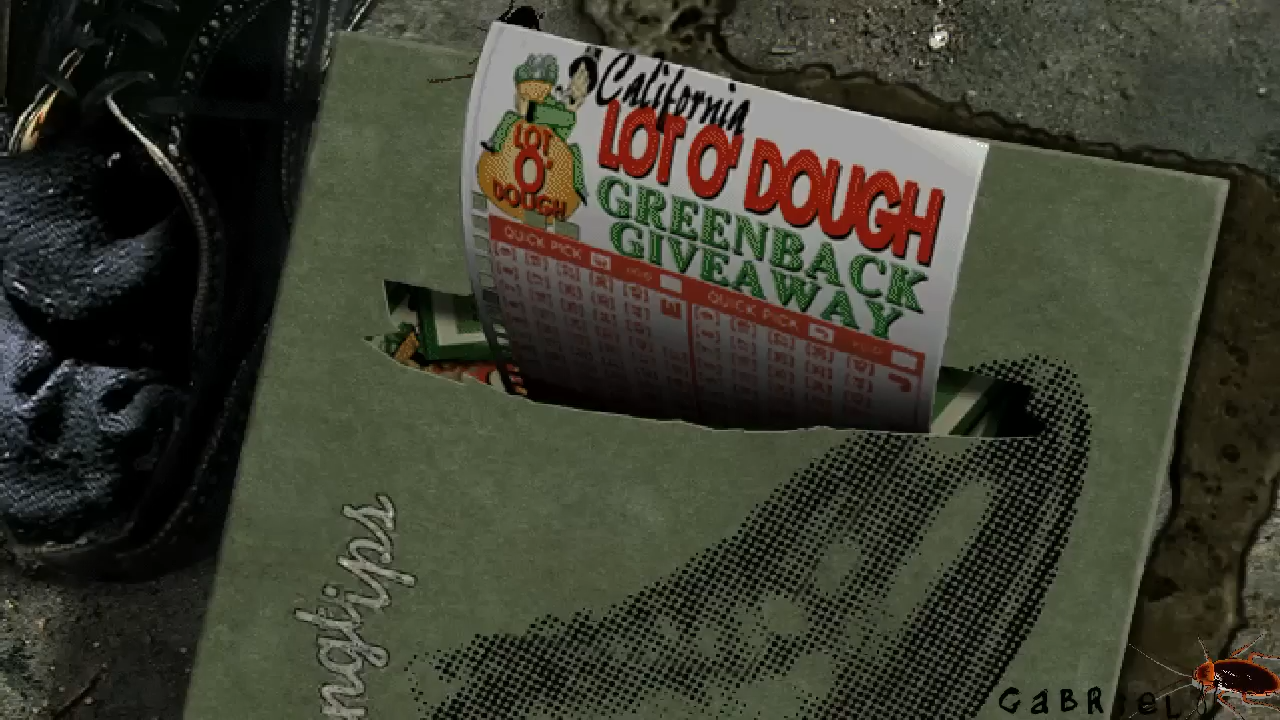 California
LOT O' DOUGH
GREENBACK
GIVEAWAY
LOT
O'
DOUGH
QUICK PICK
QUICK PICK
E
J
ngtips
GABRIEL